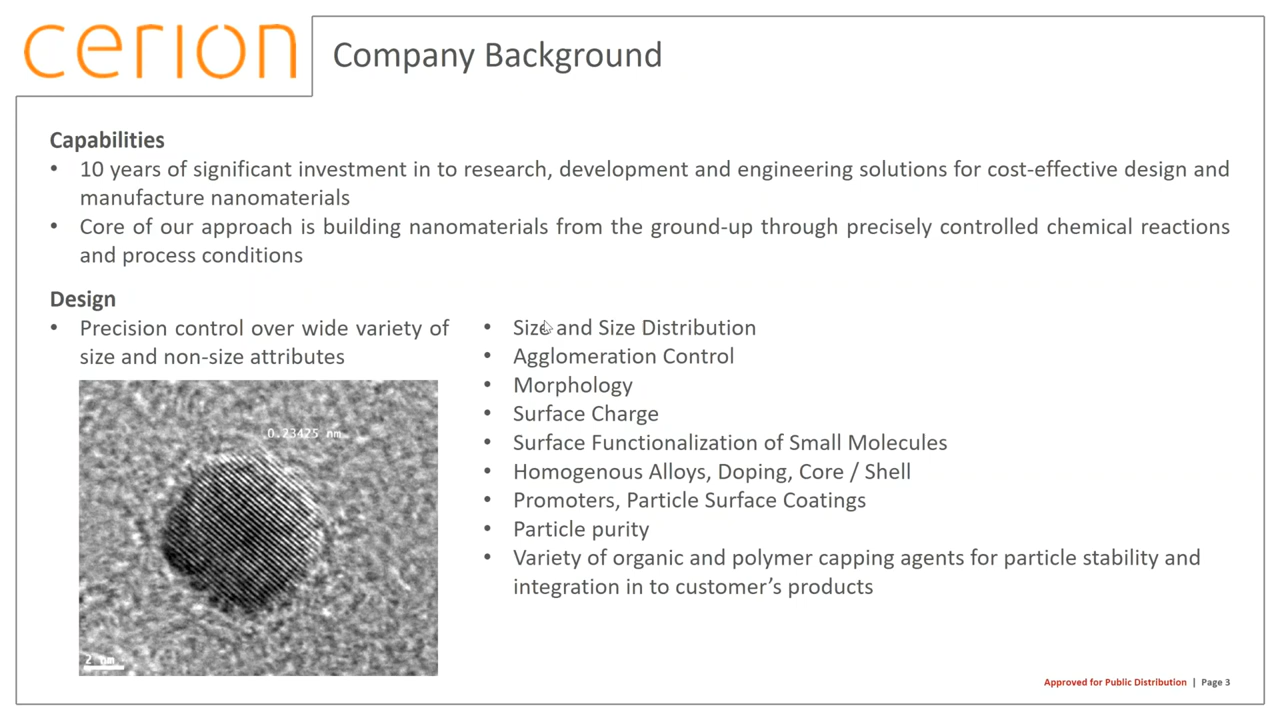 cerion
Company Background
Capabilities
• 10 years of significant investment in to research, development and engineering solutions for cost-effective design and
manufacture nanomaterials
• Core of our approach is building nanomaterials from the ground-up through precisely controlled chemical reactions
and process conditions
Design
• Precision control over wide variety of
size and non-size attributes
0.23425 nm
2 nm
• Size and Size Distribution
• Agglomeration Control
• Morphology
• Surface Charge
• Surface Functionalization of Small Molecules
• Homogenous Alloys, Doping, Core / Shell
• Promoters, Particle Surface Coatings
• Particle purity
• Variety of organic and polymer capping agents for particle stability and
integration in to customer’s products
Approved for Public Distribution | Page 3